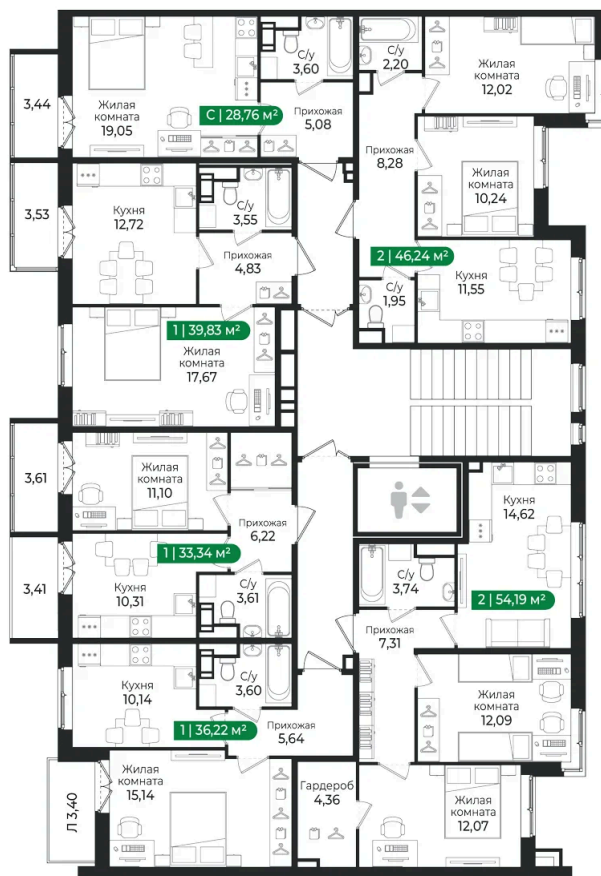 3,44
Жилая
комната
19,05
С | 28,76 м²
С/у
3,60
Прихожая
5,08
С/у
2,20
Жилая
комната
12,02
Прихожая
8,28
Жилая
комната
10,24
3,53
Кухня
12,72
С/у
3,55
Прихожая
4,83
2 | 46,24 м²
11,55
С/у
1,95
1 | 39,83 м²
Жилая
комната
17,67
3,61
Жилая
комната
11,10
Прихожая
6,22
1 | 33,34 м²
3,41
Кухня
10,31
С/у
3,61
Кухня
14,62
С/у
3,74
2 | 54,19 м²
Прихожая
7,31
Кухня
10,14
С/у
3,60
1 | 36,22 м²
Прихожая
5,64
Жилая
комната
12,09
Л 3,40
Жилая
комната
15,14
Гардероб
4,36
Жилая
комната
12,07